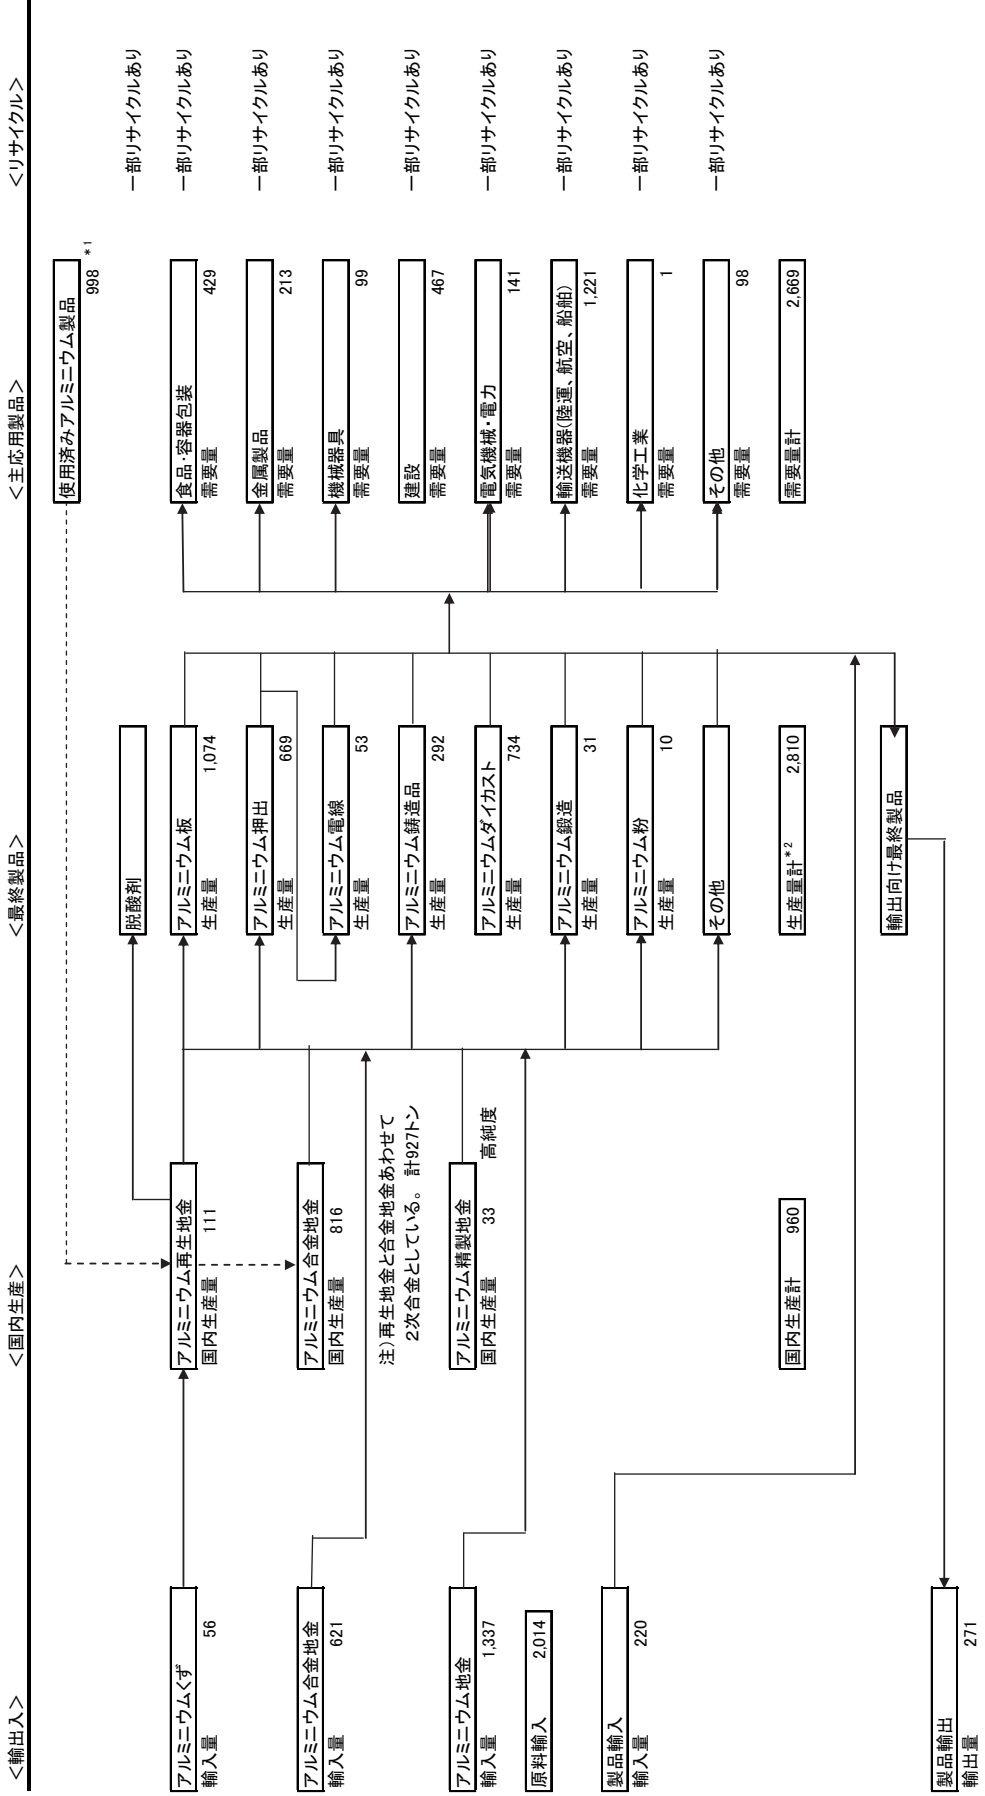 <輸出入>
<国内生産>
<最終製品>
<主応用製品>
<リサイクル>
使用済みアルミニウム製品
998 *1
脱酸剤
一部リサイクルあり
アルミニウムくず
輸入量 56
アルミニウム再生地金
国内生産量 111
アルミニウム板
生産量 1,074
食品・容器包装
需要量 429
一部リサイクルあり
アルミニウム押出
生産量 669
金属製品
需要量 213
一部リサイクルあり
アルミニウム合金地金
輸入量 621
アルミニウム合金地金
国内生産量 816
アルミニウム電線
生産量 53
機械器具
需要量 99
一部リサイクルあり
注)再生地金と合金地金あわせて
2次合金としている。 計927トン
アルミニウム鋳造品
生産量 292
建設
需要量 467
一部リサイクルあり
アルミニウム地金
輸入量 1,337
アルミニウム精製地金
国内生産量 33 高純度
アルミニウムダイカスト
生産量 734
電気機械・電力
需要量 141
一部リサイクルあり
原料輸入 2,014
アルミニウム鍛造
生産量 31
輸送機器(陸運、航空、船舶)
需要量 1,221
一部リサイクルあり
製品輸入
輸入量 220
アルミニウム粉
生産量 10
化学工業
需要量 1
一部リサイクルあり
その他
その他
需要量 98
一部リサイクルあり
国内生産計 960
生産量計*2 2,810
需要量計 2,669
輸出向け最終製品
製品輸出
輸出量 271